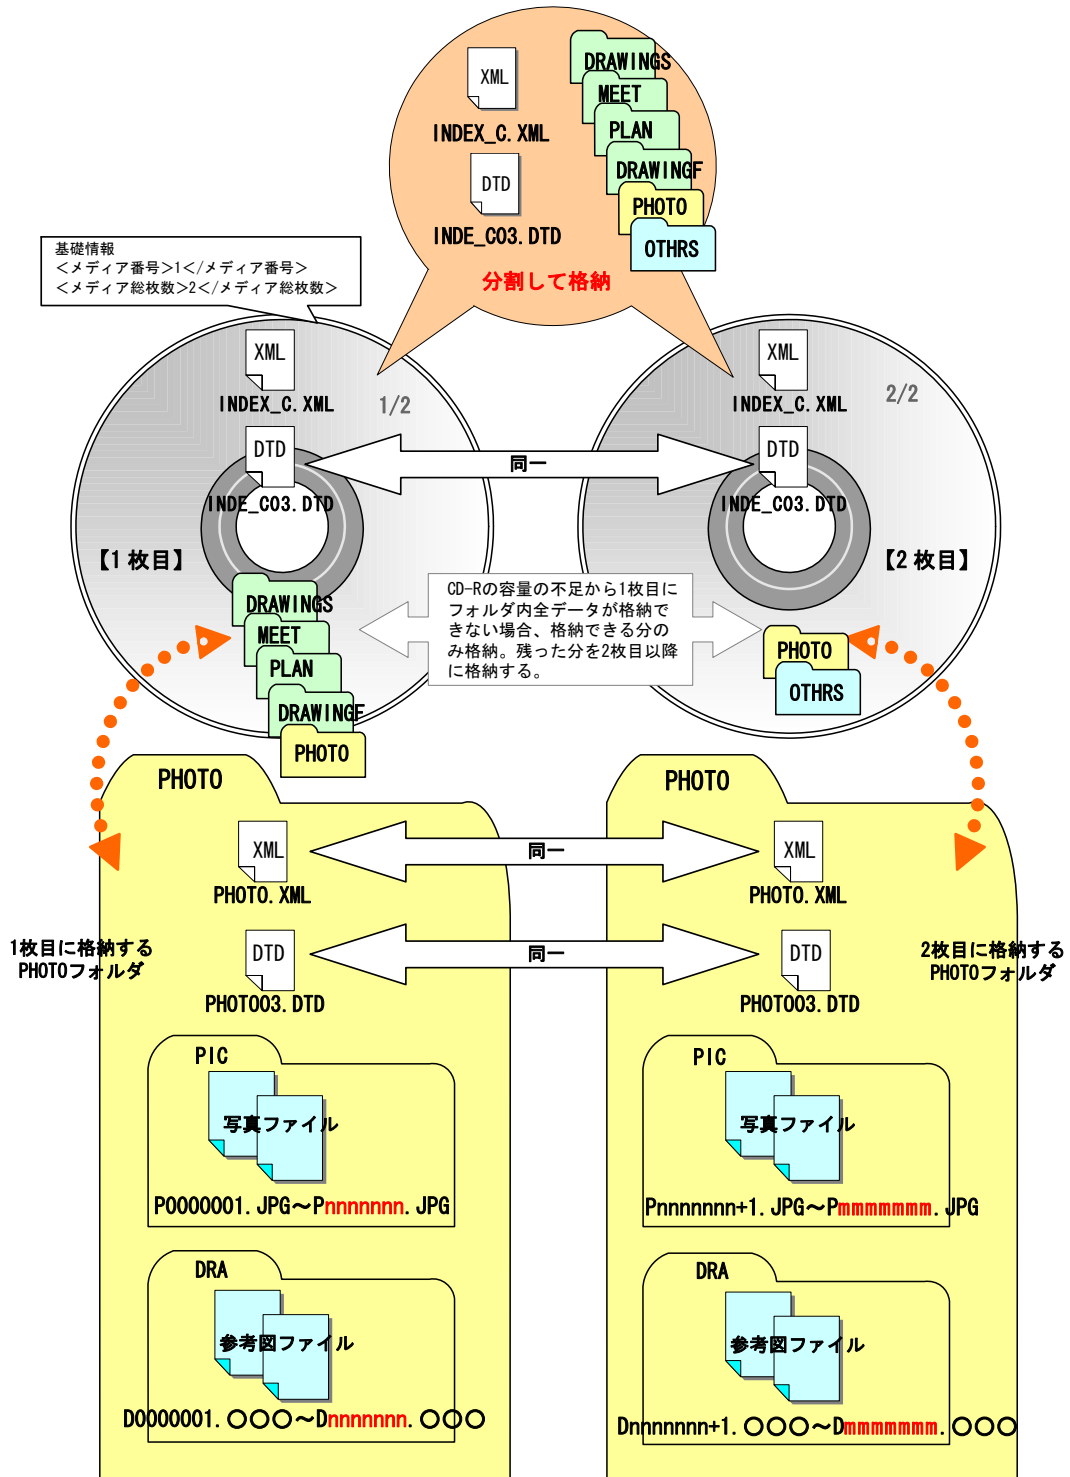 XML
INDEX_C.XML
DTD
INDE_C03.DTD
DRAWINGS
MEET
PLAN
DRAWINGF
PHOTO
OTHRS
分割して格納
基礎情報
<メディア番号>1</メディア番号>
<メディア総枚数>2</メディア総枚数>
XML
INDEX_C.XML
1/2
DTD
INDE_C03.DTD
【1枚目】
DRAWINGS
MEET
PLAN
DRAWINGF
PHOTO
同一
XML
INDEX_C.XML
2/2
DTD
INDE_C03.DTD
【2枚目】
PHOTO
OTHRS
CD-Rの容量の不足から1枚目に
フォルダ内全データが格納で
きない場合、格納できる分の
み格納。残った分を2枚目以降
に格納する。
PHOTO
XML
PHOTO.XML
同一
1枚目に格納する
PHOTOフォルダ
DTD
PHOTO03.DTD
同一
PIC
写真ファイル
P0000001.JPG～Pnnnnnnn.JPG
DRA
参考図ファイル
D0000001.○○○～Dnnnnnnn.○○○
PHOTO
XML
PHOTO.XML
2枚目に格納する
PHOTOフォルダ
DTD
PHOTO03.DTD
PIC
写真ファイル
Pnnnnnnn+1.JPG～Pmmmmmmm.JPG
DRA
参考図ファイル
Dnnnnnnn+1.○○○～Dmmmmmmm.○○○